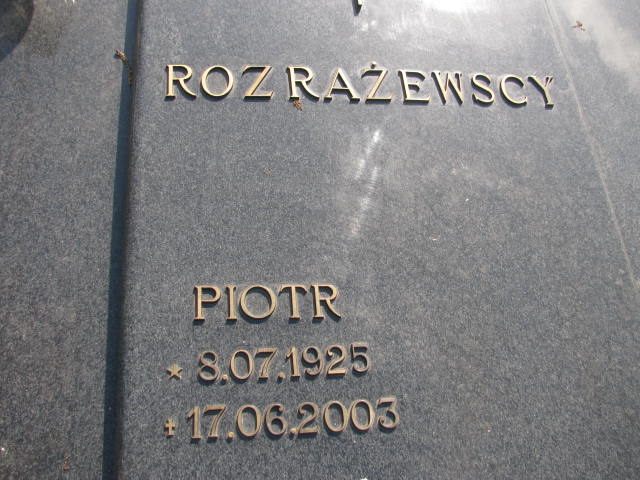 ROZRAŻEWSCY
PIOTR
* 8.07.1925
✝ 17.06.2003